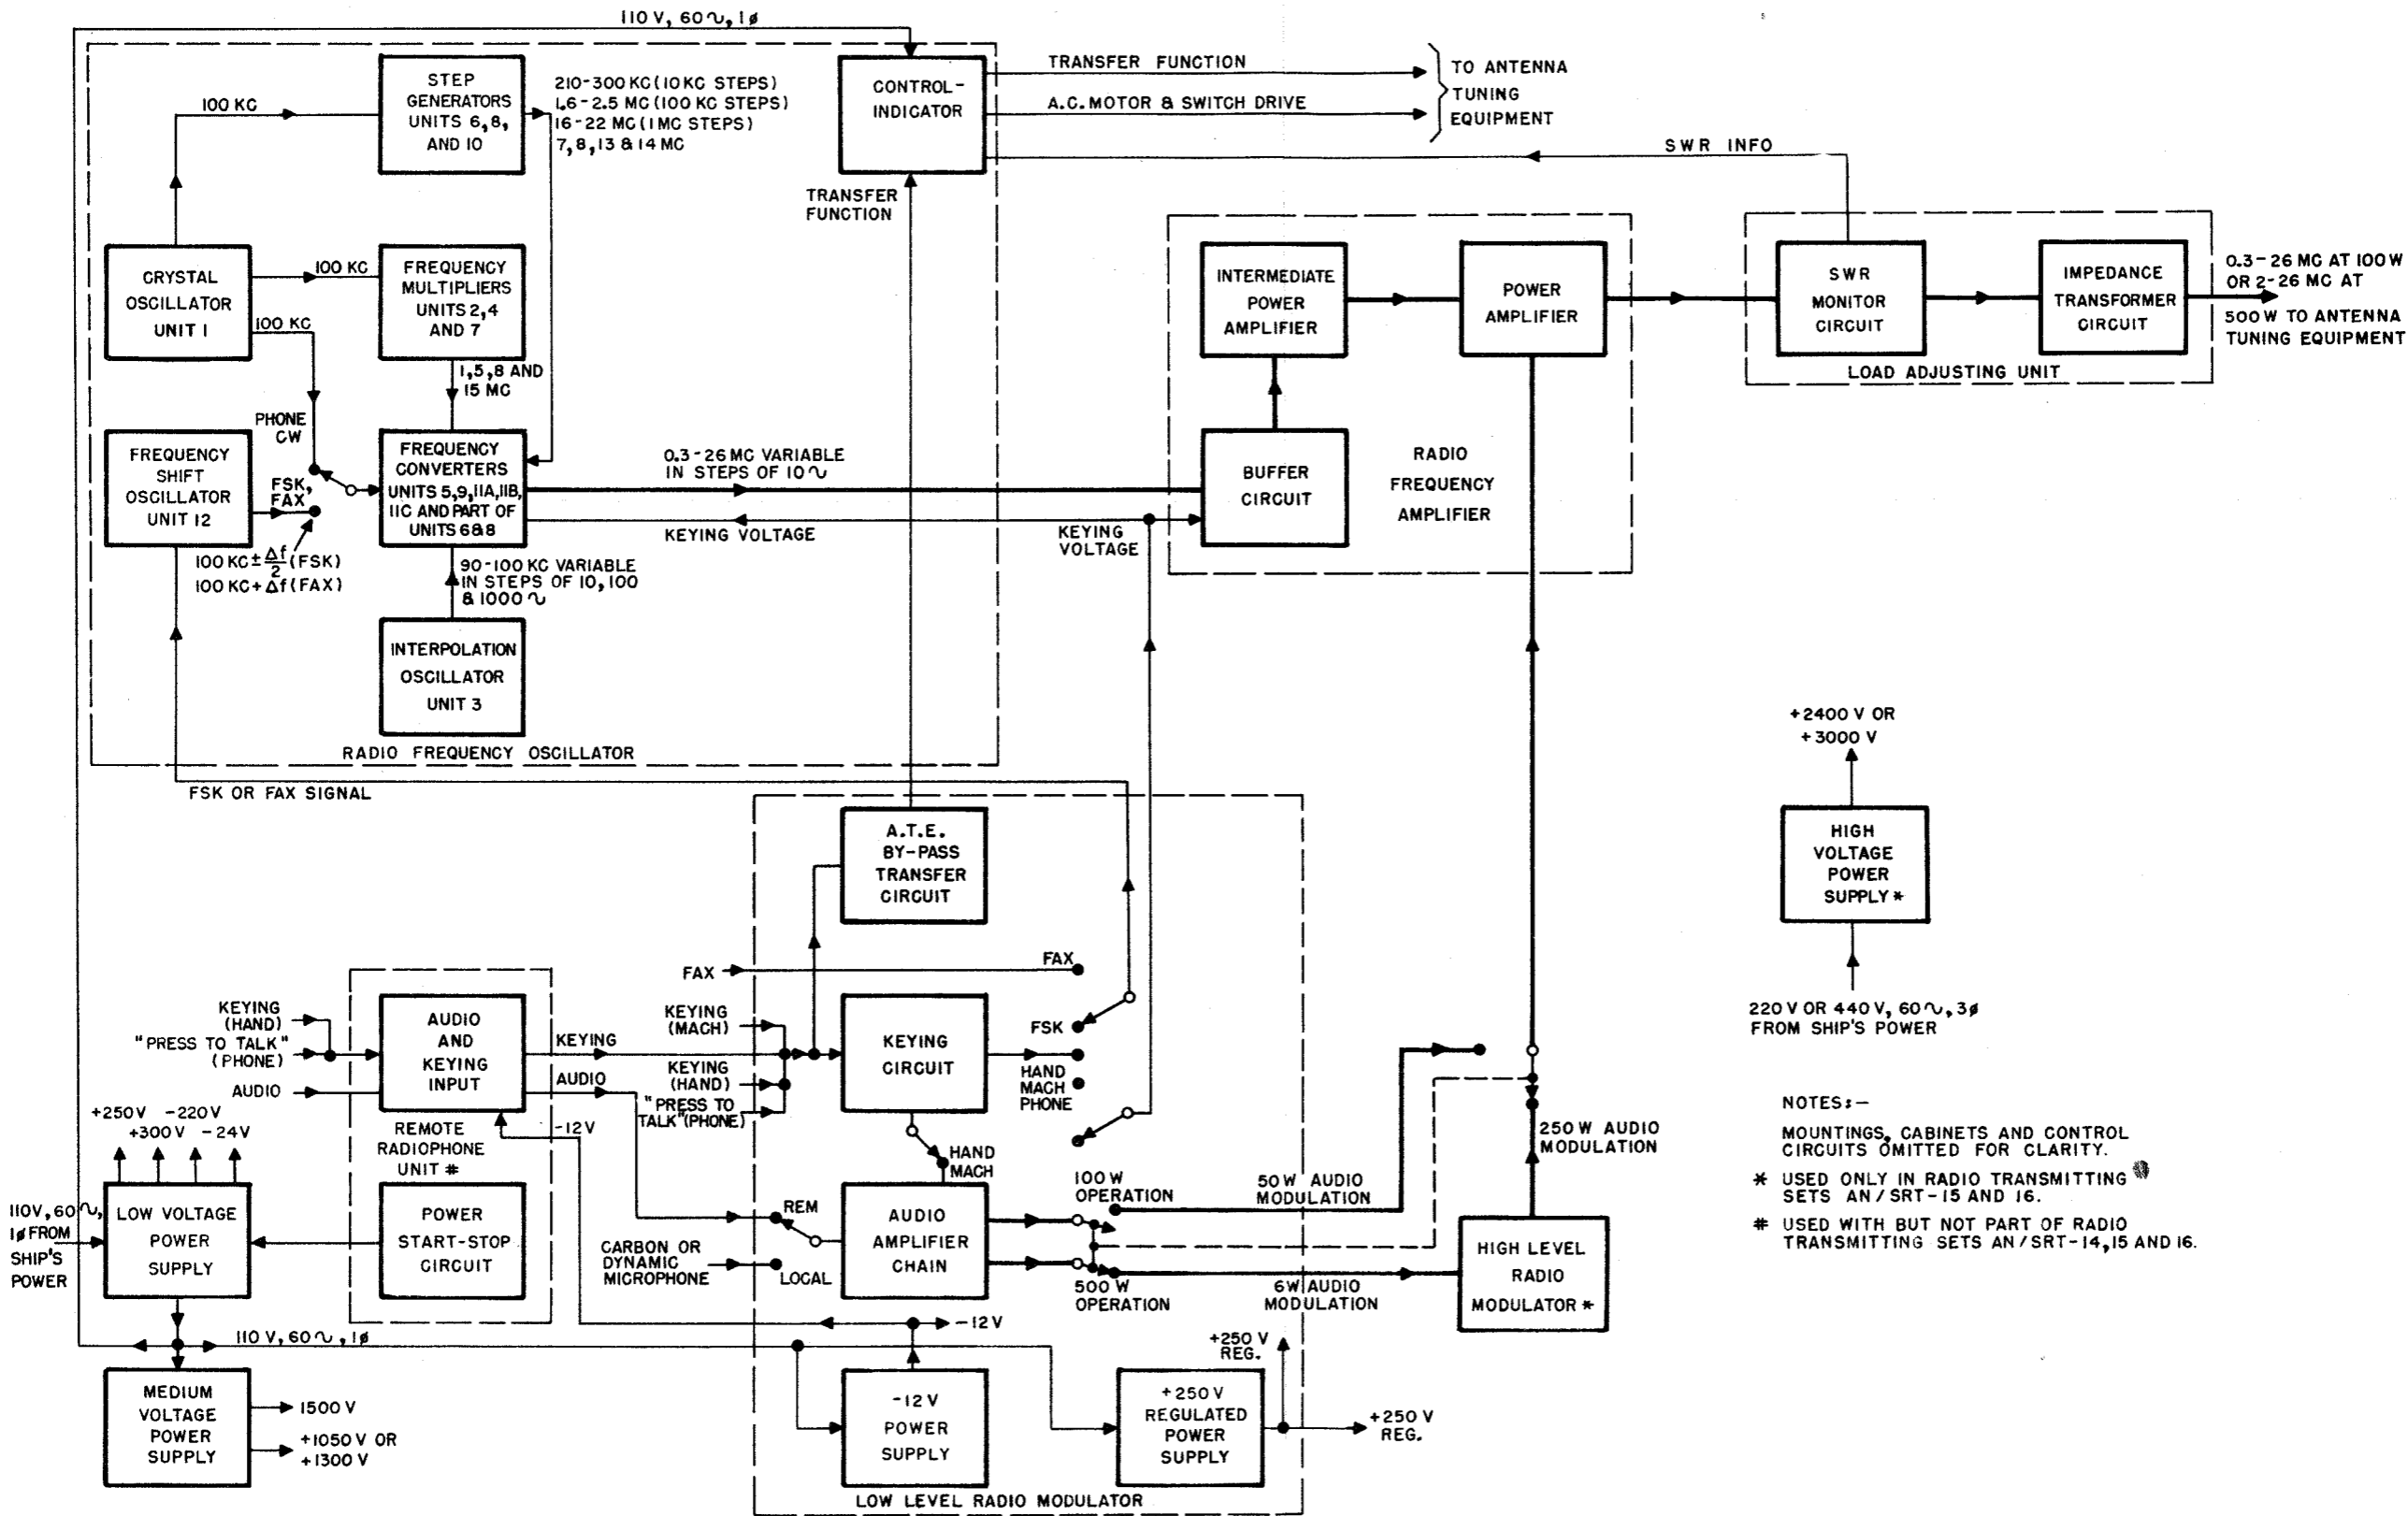 110 V, 60∿, 1ø
STEP
GENERATORS
UNITS 6, 8,
AND 10
100 KC
210-300 KC (10 KC STEPS)
1.6-2.5 MC (100 KC STEPS)
16-22 MC (1 MC STEPS)
7, 8, 13 & 14 MC
CONTROL-
INDICATOR
TRANSFER FUNCTION
A.C. MOTOR & SWITCH DRIVE
TO ANTENNA
TUNING
EQUIPMENT
SWR INFO
TRANSFER
FUNCTION
CRYSTAL
OSCILLATOR
UNIT 1
100 KC
100 KC
FREQUENCY
MULTIPLIERS
UNITS 2, 4
AND 7
1, 5, 8 AND
15 MC
PHONE
CW
FREQUENCY
SHIFT
OSCILLATOR
UNIT 12
FSK,
FAX
100 KC ± Δf/2 (FSK)
100 KC + Δf (FAX)
FREQUENCY
CONVERTERS
UNITS 5, 9, 11A, 11B,
11C AND PART OF
UNITS 6 & 8
0.3-26 MC VARIABLE
IN STEPS OF 10∿
KEYING VOLTAGE
KEYING
VOLTAGE
90-100 KC VARIABLE
IN STEPS OF 10, 100
& 1000∿
INTERPOLATION
OSCILLATOR
UNIT 3
RADIO FREQUENCY OSCILLATOR
INTERMEDIATE
POWER
AMPLIFIER
POWER
AMPLIFIER
BUFFER
CIRCUIT
RADIO
FREQUENCY
AMPLIFIER
SWR
MONITOR
CIRCUIT
IMPEDANCE
TRANSFORMER
CIRCUIT
LOAD ADJUSTING UNIT
0.3-26 MC AT 100 W
OR 2-26 MC AT
500 W TO ANTENNA
TUNING EQUIPMENT
FSK OR FAX SIGNAL
A.T.E.
BY-PASS
TRANSFER
CIRCUIT
+2400 V OR
+3000 V
HIGH
VOLTAGE
POWER
SUPPLY *
220 V OR 440 V, 60∿, 3ø
FROM SHIP'S POWER
FAX
FAX
KEYING
(HAND)
"PRESS TO TALK"
(PHONE)
AUDIO
AUDIO
AND
KEYING
INPUT
KEYING
AUDIO
KEYING
(MACH)
KEYING
(HAND)
"PRESS TO
TALK" (PHONE)
KEYING
CIRCUIT
FSK
HAND
MACH
PHONE
REMOTE
RADIOPHONE
UNIT #
-12 V
HAND
MACH
+250 V -220 V
+300 V -24 V
LOW VOLTAGE
POWER
SUPPLY
110 V, 60∿,
1ø FROM
SHIP'S
POWER
POWER
START-STOP
CIRCUIT
REM
CARBON OR
DYNAMIC
MICROPHONE
LOCAL
AUDIO
AMPLIFIER
CHAIN
100 W
OPERATION
50 W AUDIO
MODULATION
500 W
OPERATION
6 W AUDIO
MODULATION
250 W AUDIO
MODULATION
HIGH LEVEL
RADIO
MODULATOR *
110 V, 60∿, 1ø
-12 V
MEDIUM
VOLTAGE
POWER
SUPPLY
1500 V
+1050 V OR
+1300 V
-12 V
POWER
SUPPLY
+250 V
REGULATED
POWER
SUPPLY
+250 V
REG.
+250 V
REG.
LOW LEVEL RADIO MODULATOR
NOTES:-
MOUNTINGS, CABINETS AND CONTROL
CIRCUITS OMITTED FOR CLARITY.
* USED ONLY IN RADIO TRANSMITTING
SETS AN/SRT-15 AND 16.
# USED WITH BUT NOT PART OF RADIO
TRANSMITTING SETS AN/SRT-14, 15 AND 16.